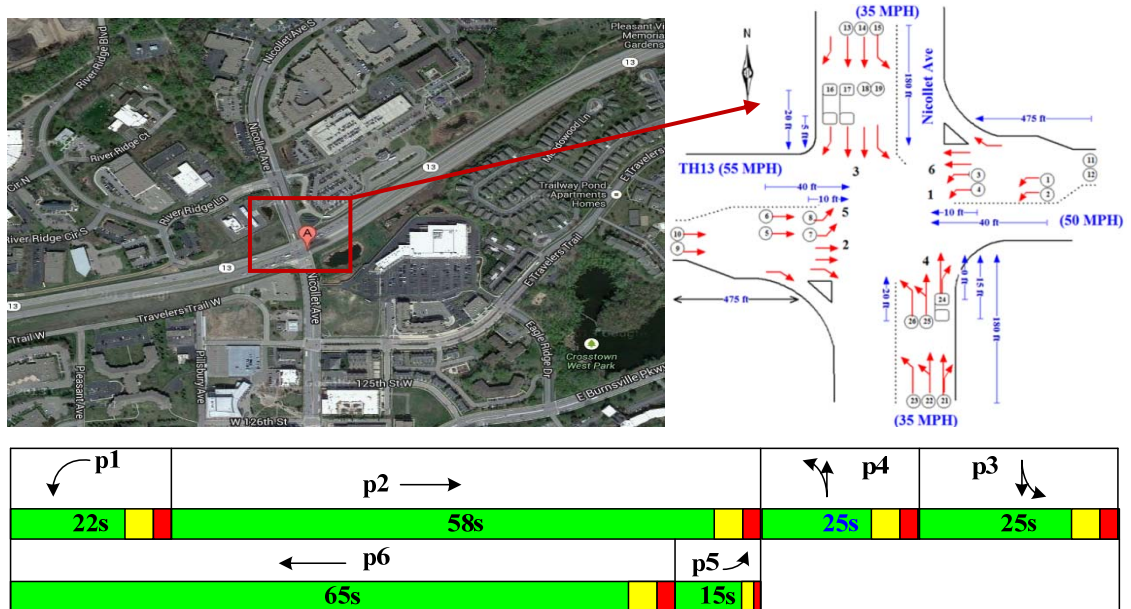 Pleasant Vi
Memorial
Gardens
13
River Ridge Blvd
Nicollet Ave S
Nicollet Ave
River Ridge Ct
Cir N
River Ridge Ln
River Ridge Cir S
13
Meadowood Ln
E Travelers
Trailway Pond
Apartments
Homes
A
13
13
Travelers Trail W
Trail W
Nicollet Ave
E Travelers Trail
Eagle Ridge Dr
Pleasant Ave
Pillsbury Ave
125th St W
W 126th St
Crosstown
West Park
E Burnsville Pkwy
(35 MPH)
N
13 14 15
16 17 18 19
180 ft
Nicollet Ave
20 ft
5 ft
475 ft
TH13 (55 MPH)
3
6
1
3
4
1
2
11
12
40 ft
10 ft
5
2
6
5
8
7
10
9
10 ft
40 ft
(50 MPH)
475 ft
4
24
26 25
20 ft
0 ft
15 ft
180 ft
23 22 21
(35 MPH)
p1
p2
p4
p3
22s
58s
25s
25s
p6
p5
65s
15s